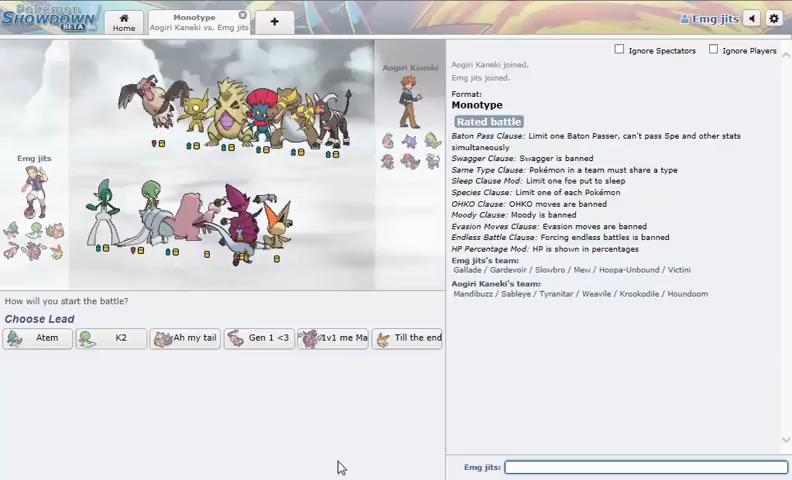 Pokémon
SHOWDOWN
BETA
Home
Monotype
Aogiri Kaneki vs. Emg jits
+
Emg jits
Ignore Spectators
Ignore Players
Aogiri Kaneki
Emg jits
Aogiri Kaneki joined.
Emg jits joined.
Format:
Monotype
Rated battle
Baton Pass Clause: Limit one Baton Passer, can't pass Spe and other stats
simultaneously
Swagger Clause: Swagger is banned
Same Type Clause: Pokémon in a team must share a type
Sleep Clause Mod: Limit one foe put to sleep
Species Clause: Limit one of each Pokémon
OHKO Clause: OHKO moves are banned
Moody Clause: Moody is banned
Evasion Moves Clause: Evasion moves are banned
Endless Battle Clause: Forcing endless battles is banned
HP Percentage Mod: HP is shown in percentages
Emg jits's team:
Gallade / Gardevoir / Slowbro / Mew / Hoopa-Unbound / Victini
Aogiri Kaneki's team:
Mandibuzz / Sableye / Tyranitar / Weavile / Krookodile / Houndoom
How will you start the battle?
Choose Lead
Atem
K2
Ah my tail
Gen 1 <3
1v1 me Ma
Till the end
Emg jits: